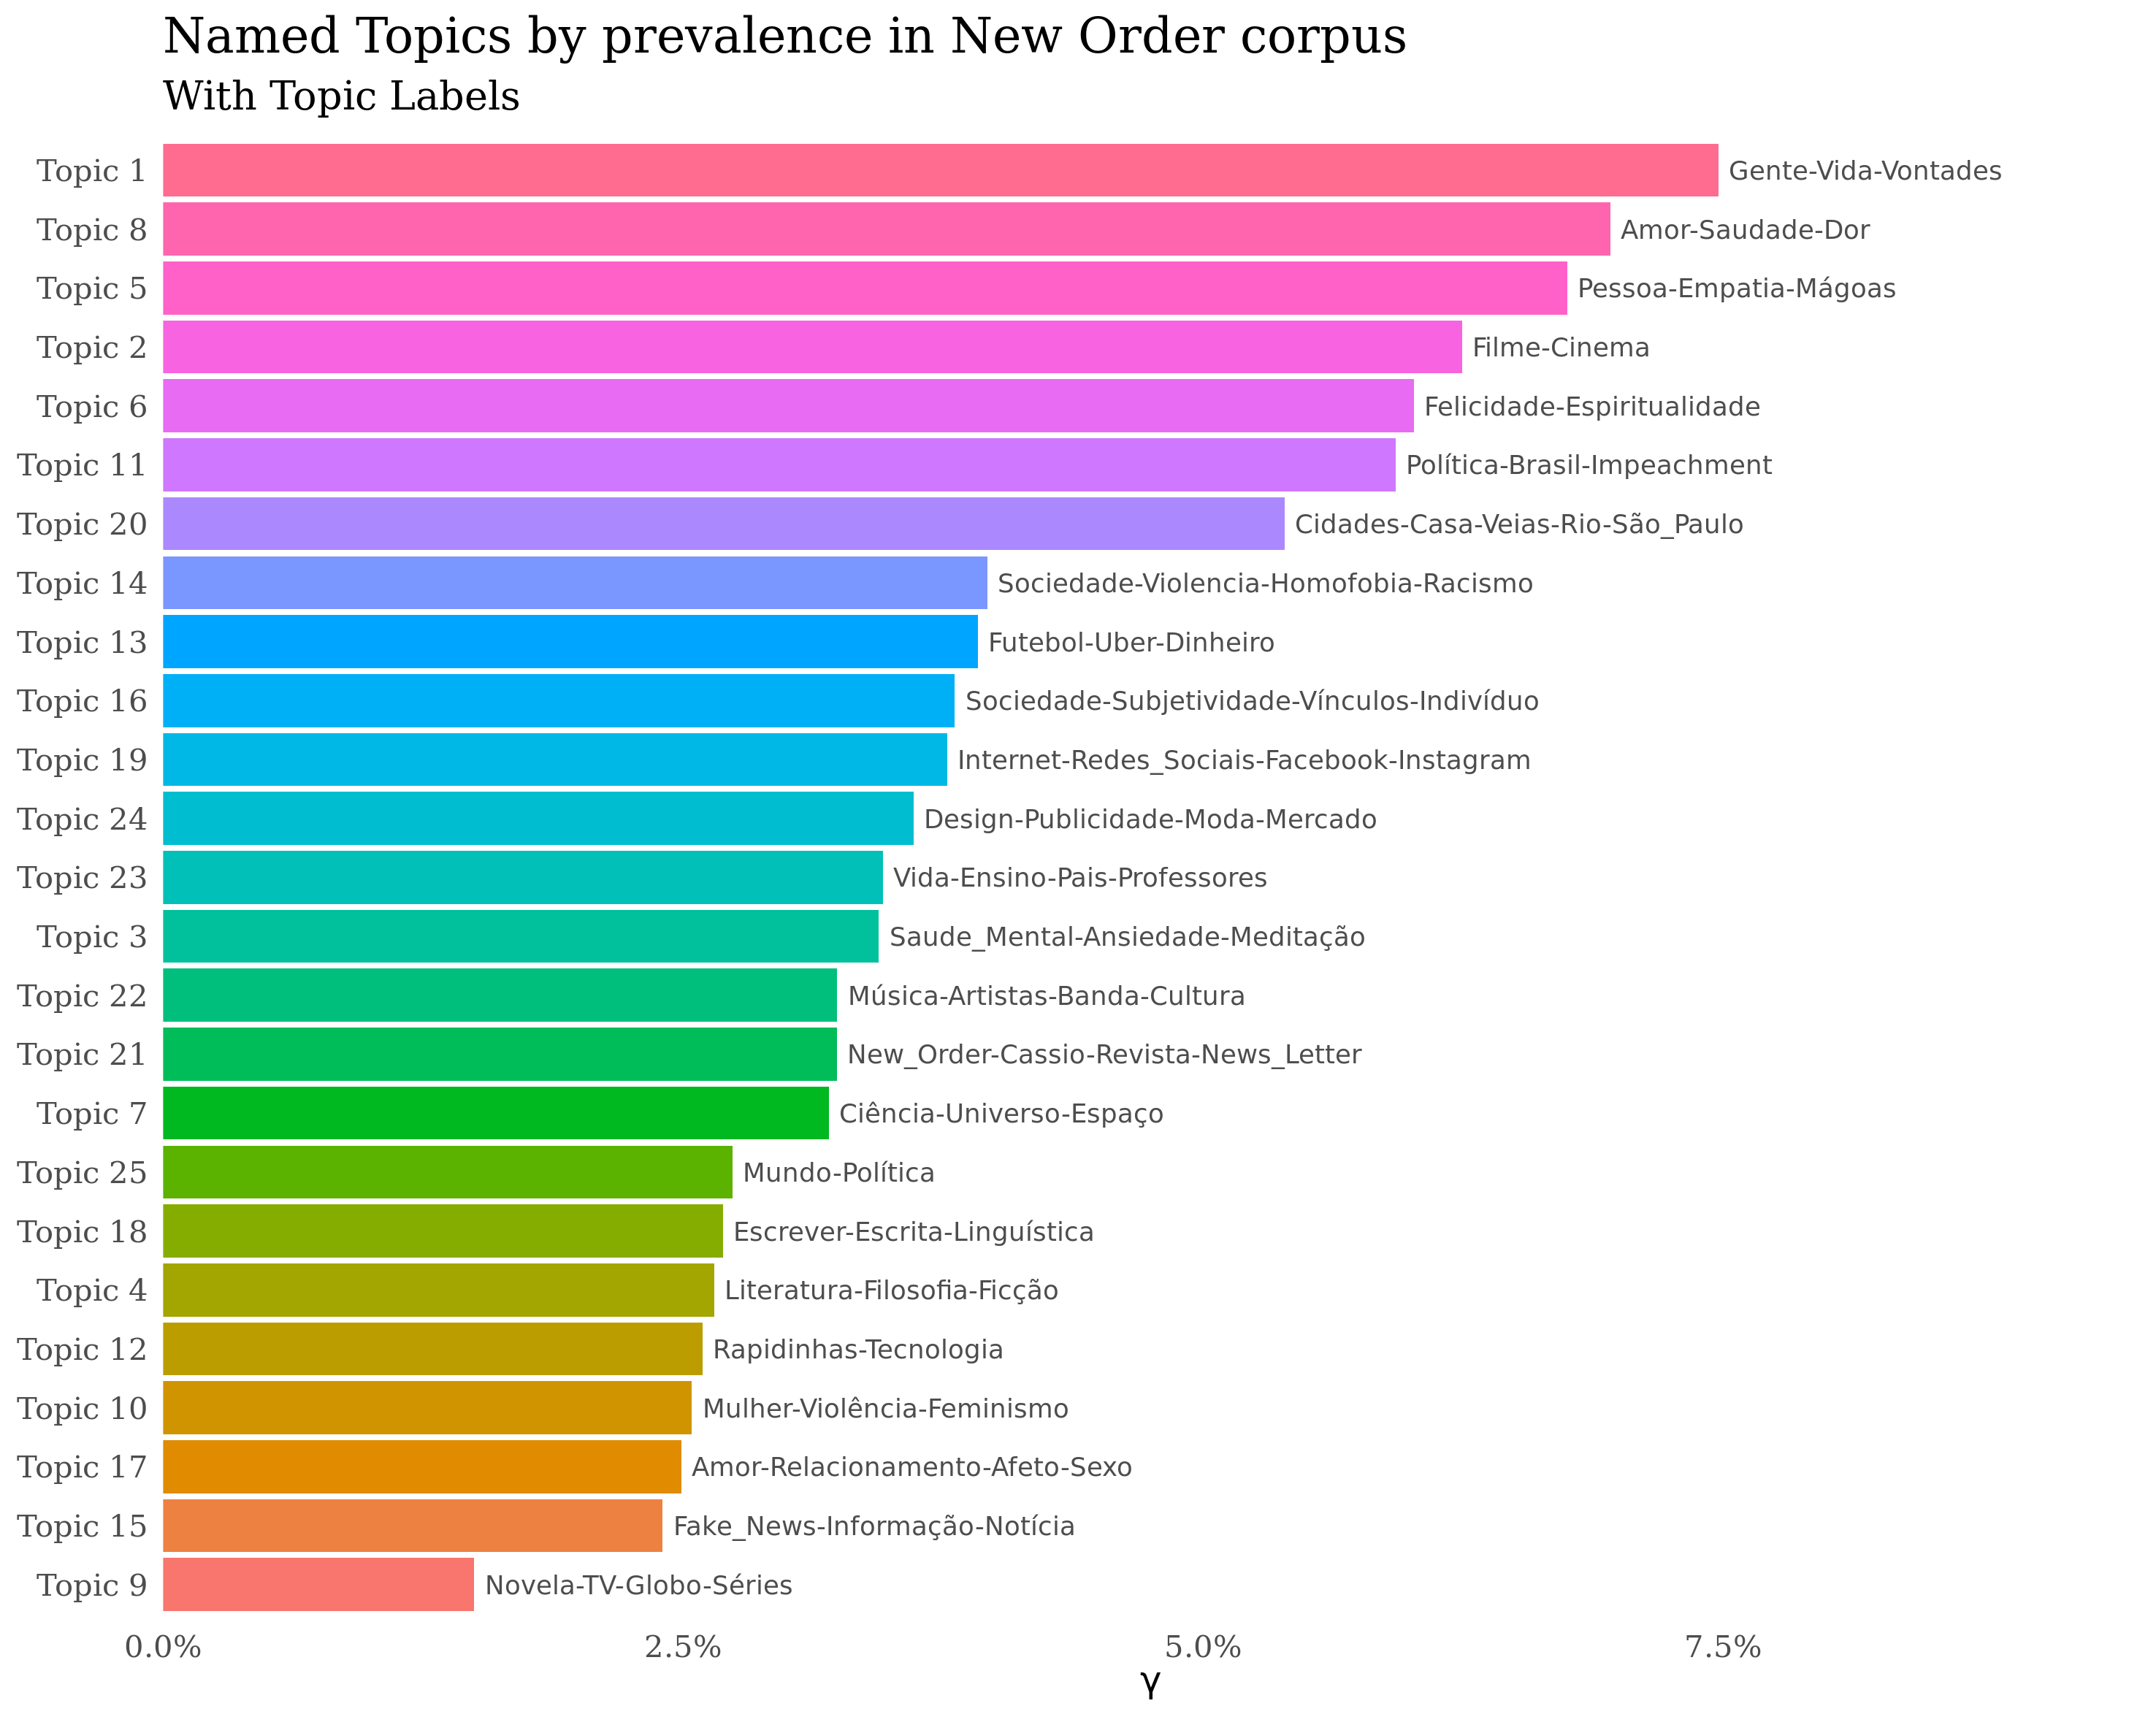 Named Topics by prevalence in New Order corpus
With Topic Labels
Topic 1 Gente-Vida-Vontades
Topic 8 Amor-Saudade-Dor
Topic 5 Pessoa-Empatia-Mágoas
Topic 2 Filme-Cinema
Topic 6 Felicidade-Espiritualidade
Topic 11 Política-Brasil-Impeachment
Topic 20 Cidades-Casa-Veias-Rio-São_Paulo
Topic 14 Sociedade-Violencia-Homofobia-Racismo
Topic 13 Futebol-Uber-Dinheiro
Topic 16 Sociedade-Subjetividade-Vínculos-Indivíduo
Topic 19 Internet-Redes_Sociais-Facebook-Instagram
Topic 24 Design-Publicidade-Moda-Mercado
Topic 23 Vida-Ensino-Pais-Professores
Topic 3 Saude_Mental-Ansiedade-Meditação
Topic 22 Música-Artistas-Banda-Cultura
Topic 21 New_Order-Cassio-Revista-News_Letter
Topic 7 Ciência-Universo-Espaço
Topic 25 Mundo-Política
Topic 18 Escrever-Escrita-Linguística
Topic 4 Literatura-Filosofia-Ficção
Topic 12 Rapidinhas-Tecnologia
Topic 10 Mulher-Violência-Feminismo
Topic 17 Amor-Relacionamento-Afeto-Sexo
Topic 15 Fake_News-Informação-Notícia
Topic 9 Novela-TV-Globo-Séries
0.0% 2.5% 5.0% 7.5%
γ